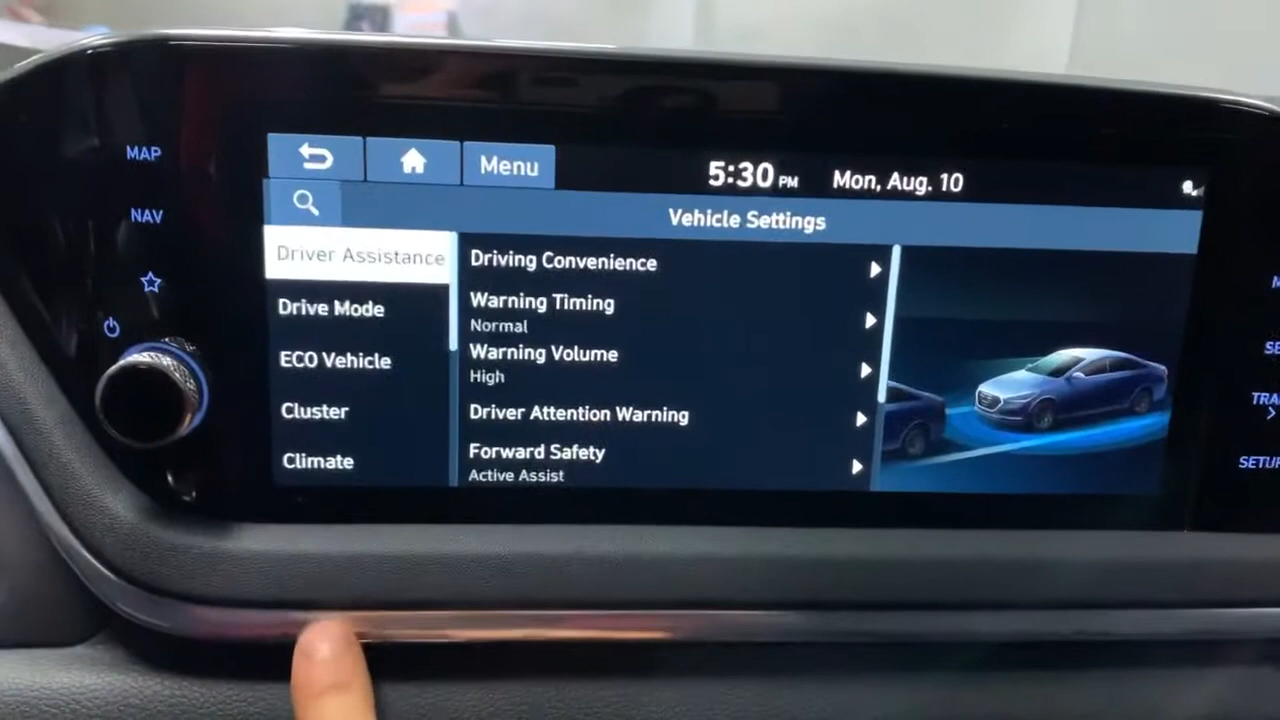 MAP
NAV
Menu
5:30 PM
Mon, Aug. 10
Vehicle Settings
Driver Assistance
Drive Mode
ECO Vehicle
Cluster
Climate
Driving Convenience
Warning Timing
Normal
Warning Volume
High
Driver Attention Warning
Forward Safety
Active Assist